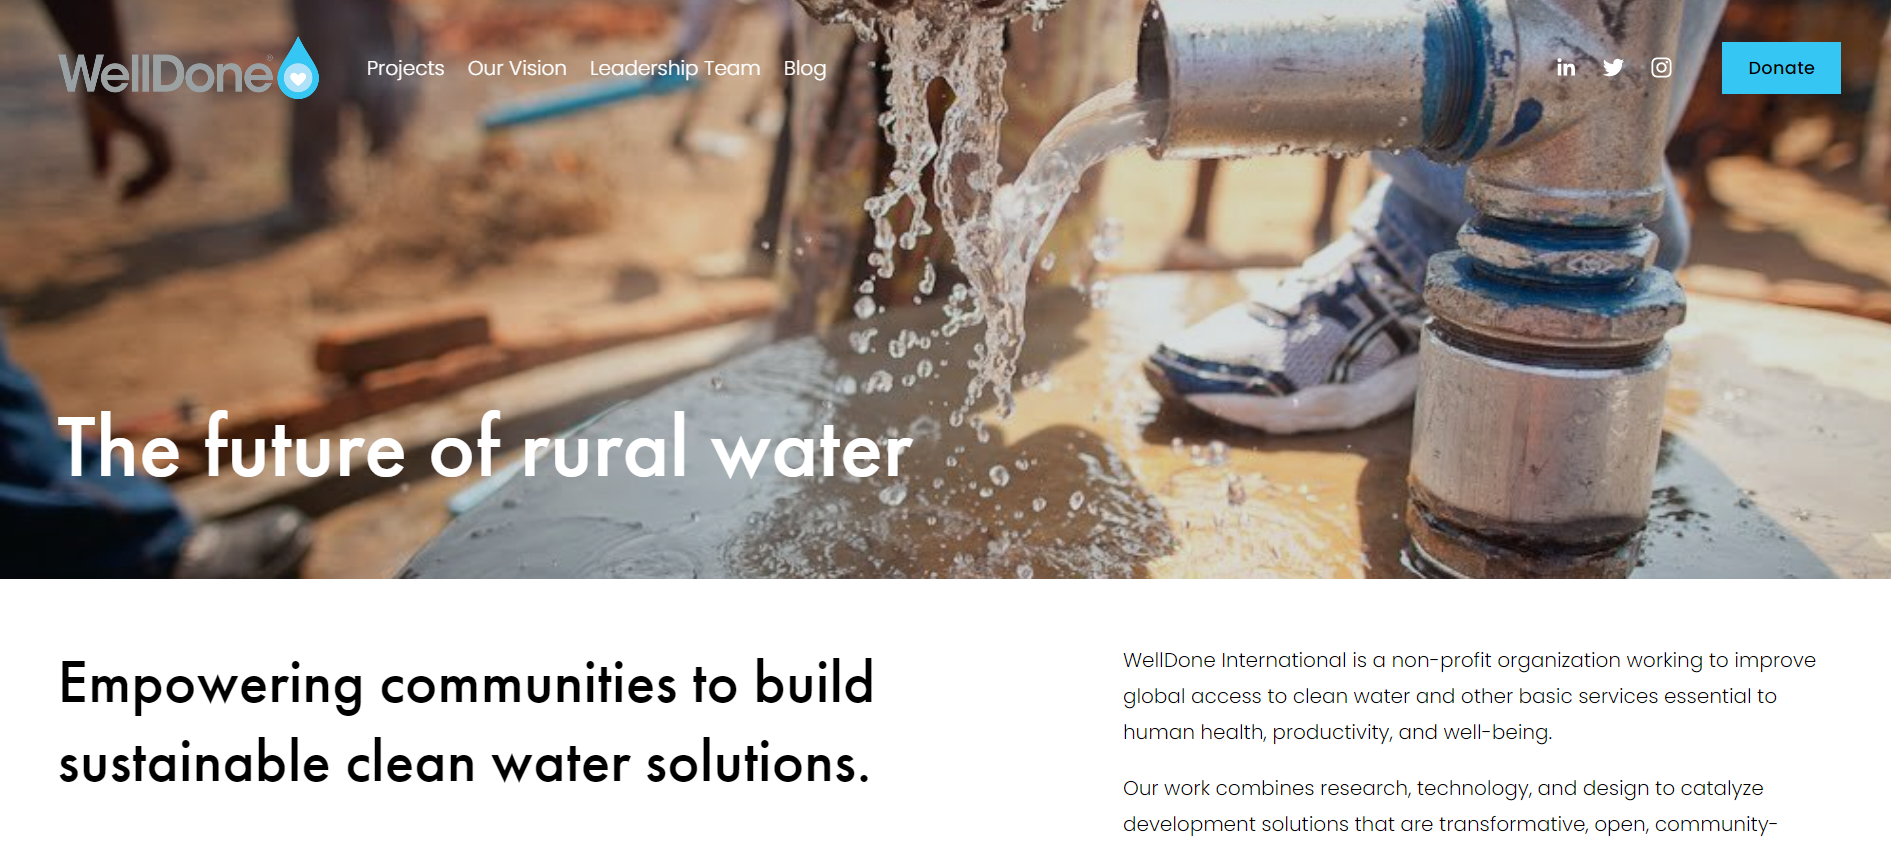 WellDone®
Projects Our Vision Leadership Team Blog
Donate
The future of rural water
Empowering communities to build
sustainable clean water solutions.
WellDone International is a non-profit organization working to improve
global access to clean water and other basic services essential to
human health, productivity, and well-being.
Our work combines research, technology, and design to catalyze
development solutions that are transformative, open, community-